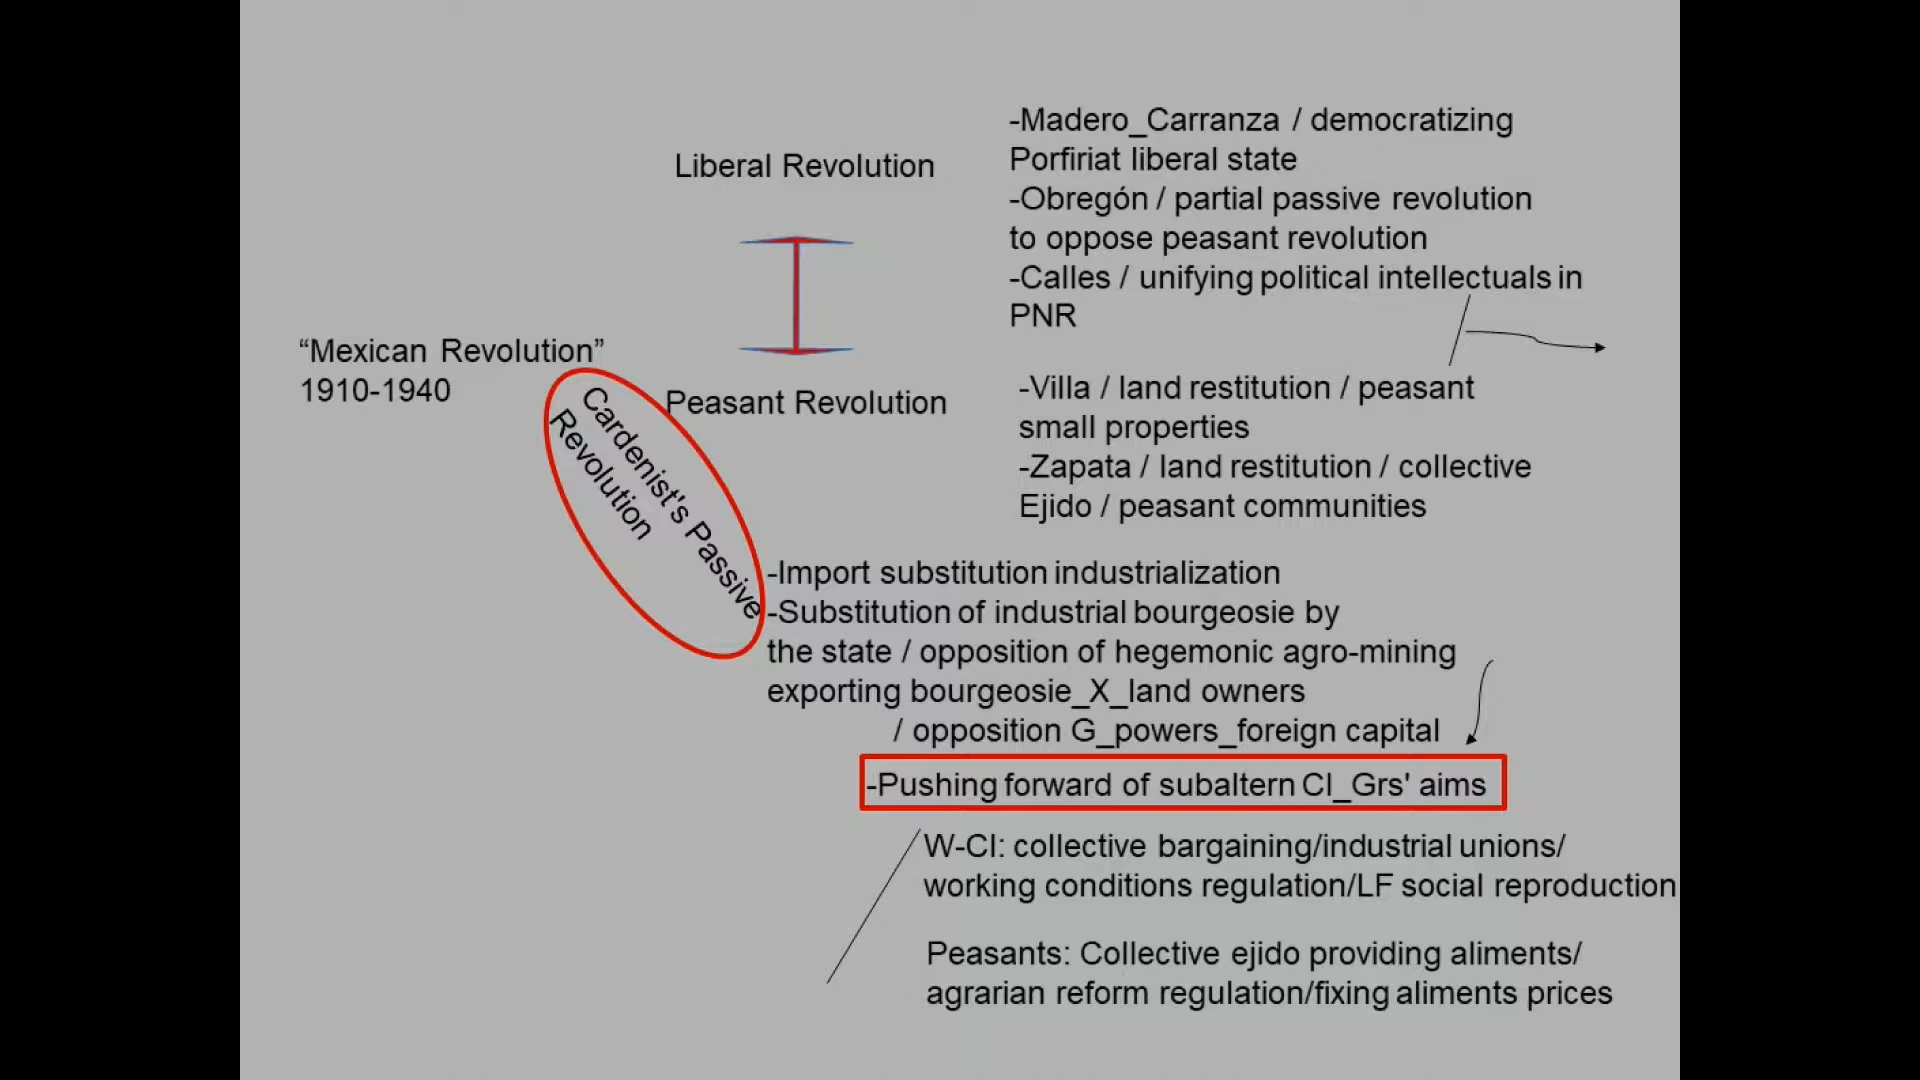 -Madero_Carranza / democratizing
Porfiriat liberal state
Liberal Revolution
-Obregón / partial passive revolution
to oppose peasant revolution
-Calles / unifying political intellectuals in
PNR
“Mexican Revolution”
1910-1940
Peasant Revolution
-Villa / land restitution / peasant
small properties
-Zapata / land restitution / collective
Ejido / peasant communities
Cardenist's Passive
Revolution
-Import substitution industrialization
-Substitution of industrial bourgeosie by
the state / opposition of hegemonic agro-mining
exporting bourgeosie_X_land owners
/ opposition G_powers_foreign capital
-Pushing forward of subaltern Cl_Grs' aims
W-Cl: collective bargaining/industrial unions/
working conditions regulation/LF social reproduction
Peasants: Collective ejido providing aliments/
agrarian reform regulation/fixing aliments prices